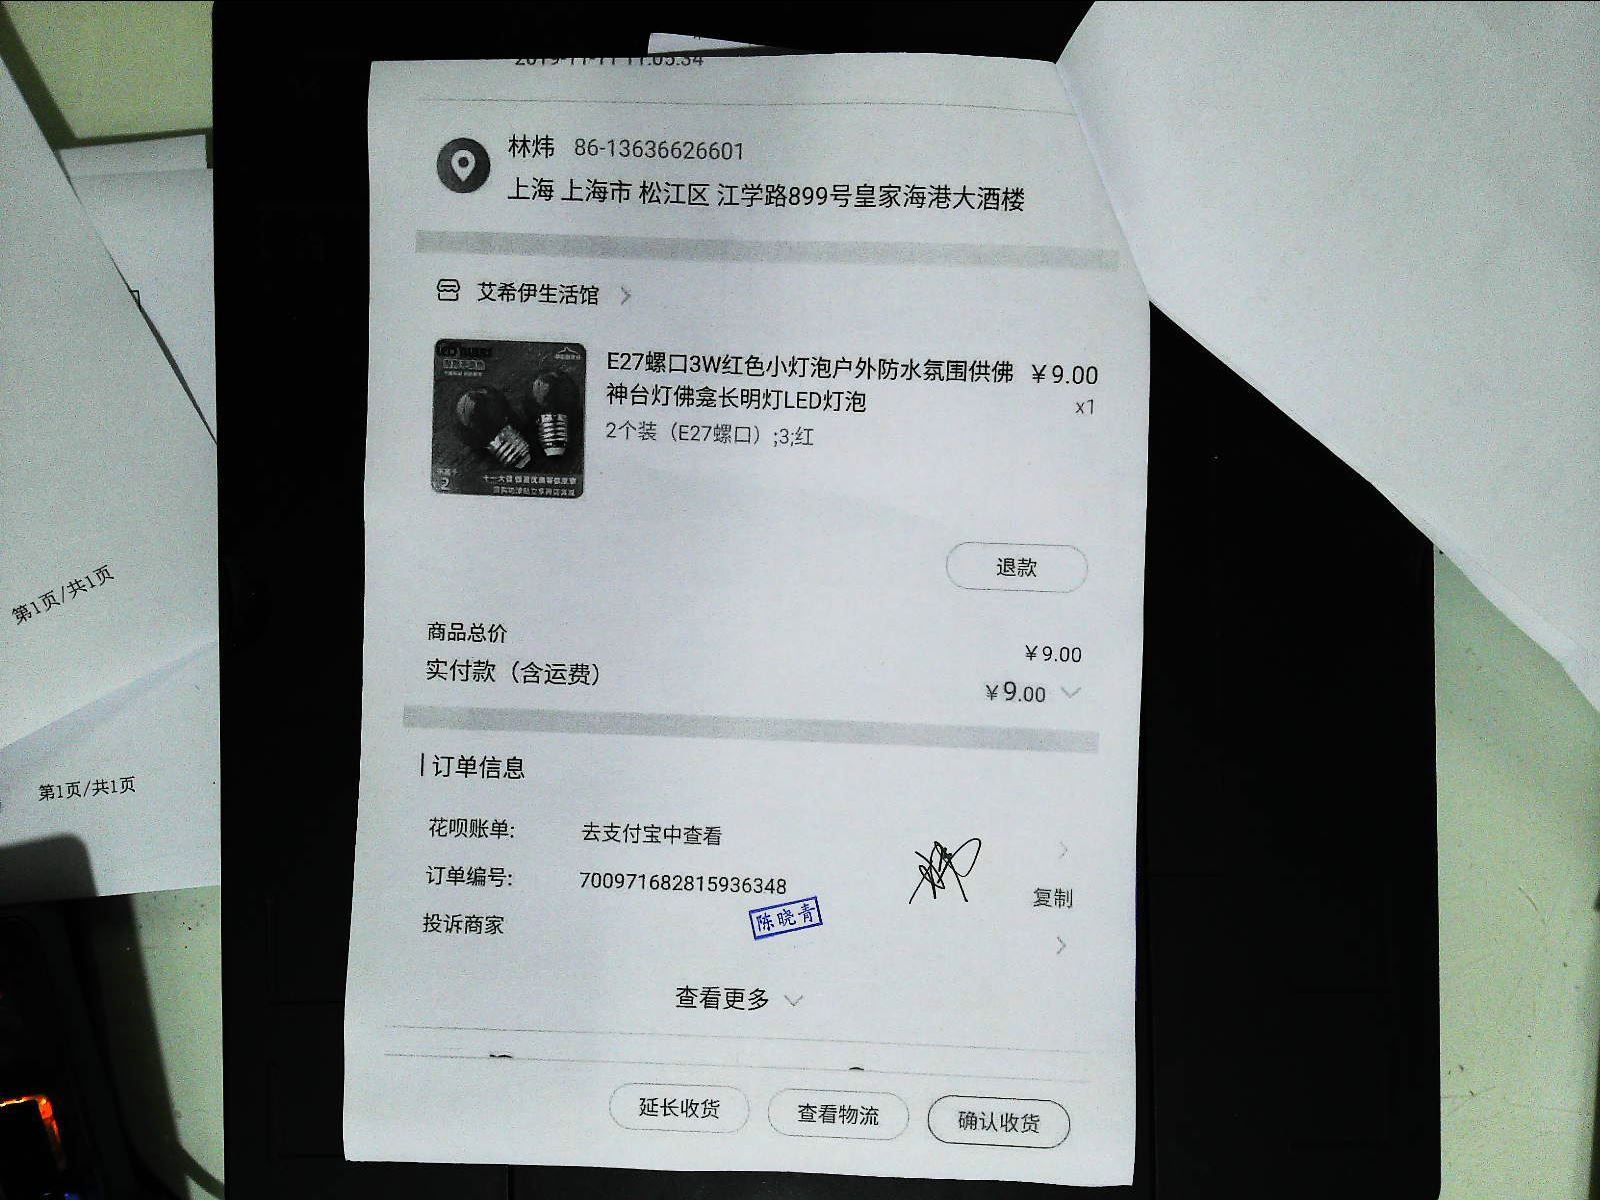 2019-11-11 11:05:34
林炜 86-13636626601
上海 上海市 松江区 江学路899号皇家海港大酒楼
艾希伊生活馆
E27螺口3W红色小灯泡户外防水氛围供佛 ￥9.00
神台灯佛龛长明灯LED灯泡 x1
2个装（E27螺口）;3;红
2
退款
商品总价 ￥9.00
实付款（含运费） ￥9.00
订单信息
花呗账单: 去支付宝中查看
订单编号: 700971682815936348 复制
陈晓青
投诉商家
查看更多
延长收货 查看物流 确认收货
第1页/共1页
第1页/共1页